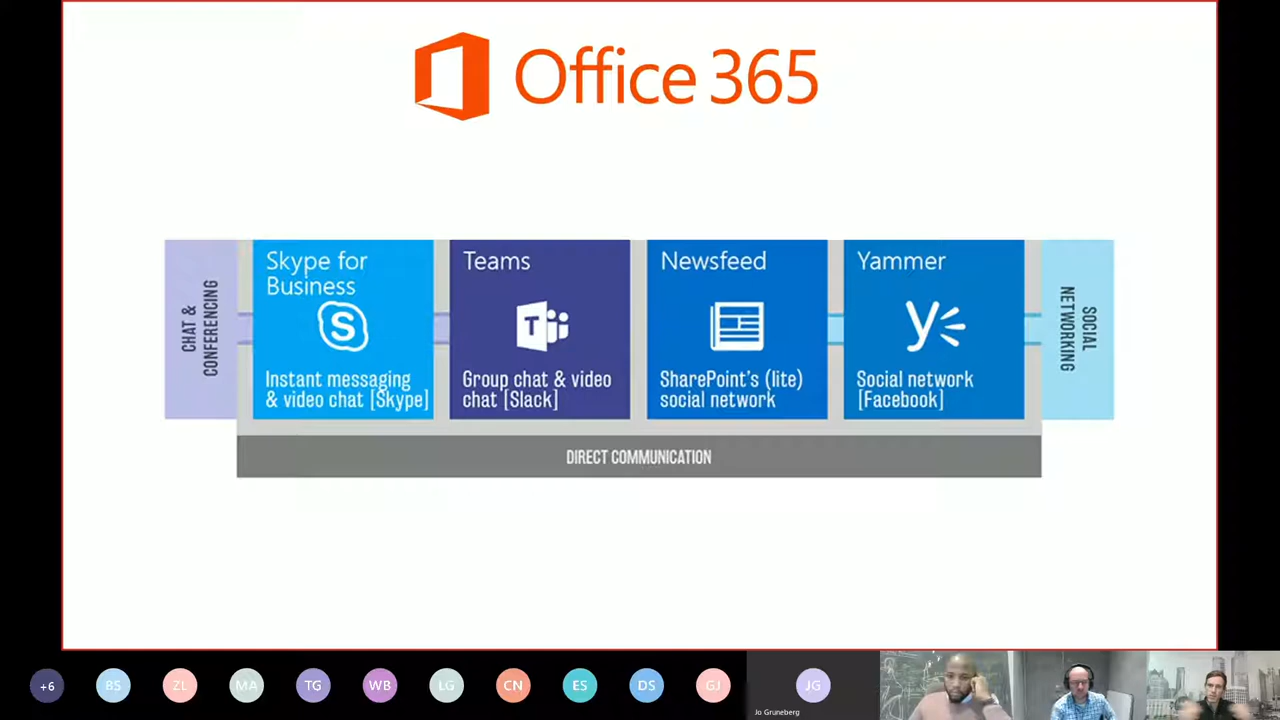 Office 365
CHAT &
CONFERENCING
Skype for
Business
S
Instant messaging
& video chat [Skype]
Teams
T
Group chat & video
chat [Slack]
Newsfeed
SharePoint's (lite)
social network
Yammer
Social network
[Facebook]
SOCIAL
NETWORKING
DIRECT COMMUNICATION
+6
BS
ZL
MA
TG
WB
LG
CN
ES
DS
GJ
JG
Jo Gruneberg